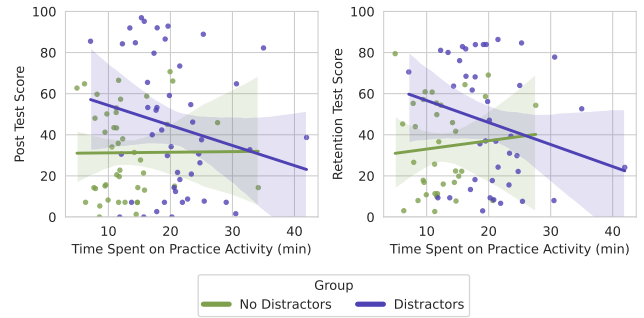 100
80
60
40
20
0
Post Test Score
10
20
30
40
Time Spent on Practice Activity (min)
100
80
60
40
20
0
Retention Test Score
10
20
30
40
Time Spent on Practice Activity (min)
Group
No Distractors
Distractors